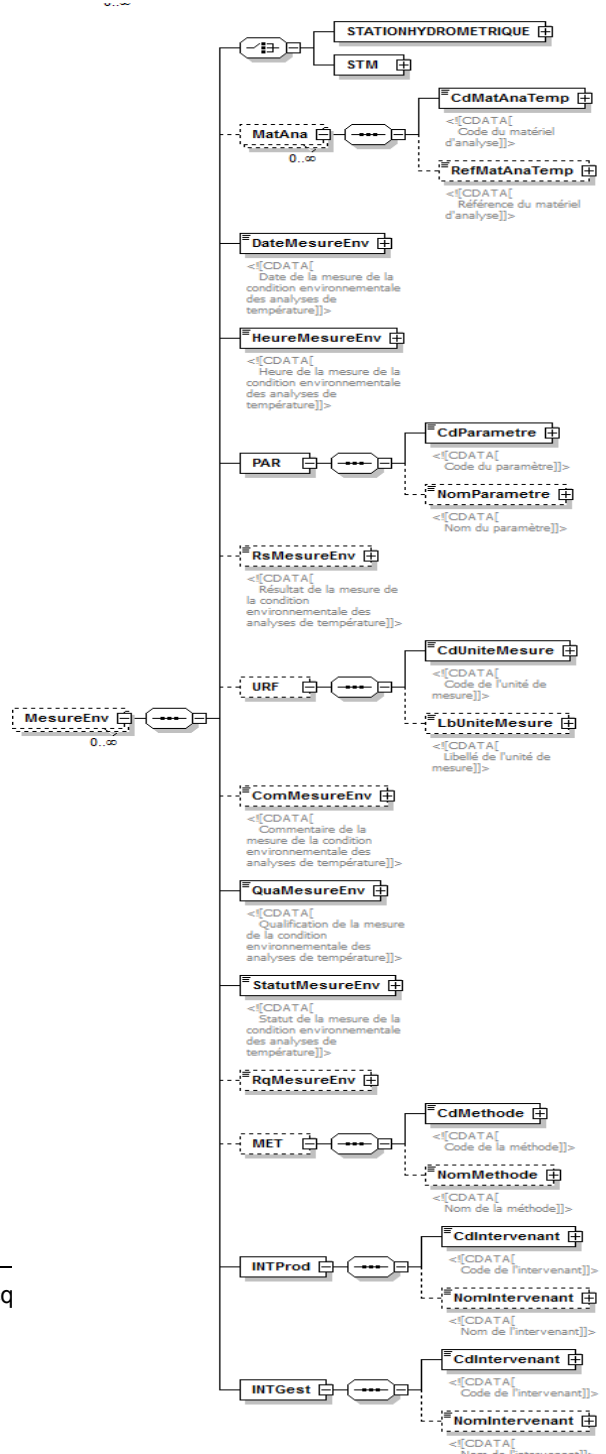 0..∞
STATIONHYDROMETRIQUE
STM
CdMatAnaTemp
<![CDATA[
Code du matériel
d'analyse]]>
MatAna
0..∞
RefMatAnaTemp
<![CDATA[
Référence du matériel
d'analyse]]>
DateMesureEnv
<![CDATA[
Date de la mesure de la
condition environnementale
des analyses de
température]]>
HeureMesureEnv
<![CDATA[
Heure de la mesure de la
condition environnementale
des analyses de
température]]>
PAR
CdParametre
<![CDATA[
Code du paramètre]]>
NomParametre
<![CDATA[
Nom du paramètre]]>
RsMesureEnv
<![CDATA[
Résultat de la mesure de
la condition
environnementale des
analyses de température]]>
URF
CdUniteMesure
<![CDATA[
Code de l'unité de
mesure]]>
LbUniteMesure
<![CDATA[
Libellé de l'unité de
mesure]]>
MesureEnv
0..∞
ComMesureEnv
<![CDATA[
Commentaire de la
mesure de la condition
environnementale des
analyses de température]]>
QuaMesureEnv
<![CDATA[
Qualification de la mesure
de la condition
environnementale des
analyses de température]]>
StatutMesureEnv
<![CDATA[
Statut de la mesure de la
condition environnementale
des analyses de
température]]>
RqMesureEnv
MET
CdMethode
<![CDATA[
Code de la méthode]]>
NomMethode
<![CDATA[
Nom de la méthode]]>
INTProd
CdIntervenant
<![CDATA[
Code de l'intervenant]]>
NomIntervenant
<![CDATA[
Nom de l'intervenant]]>
q
INTGest
CdIntervenant
<![CDATA[
Code de l'intervenant]]>
NomIntervenant
<![CDATA[
Nom de l'intervenant]]>